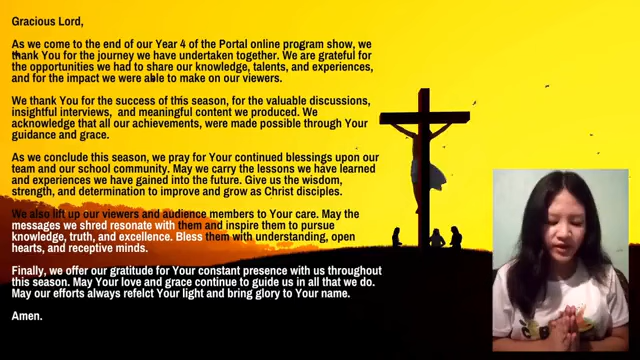 Gracious Lord,
As we come to the end of our Year 4 of the Portal online program show, we
thank You for the journey we have undertaken together. We are grateful for
the opportunities we had to share our knowledge, talents, and experiences,
and for the impact we were able to make on our viewers.
We thank You for the success of this season, for the valuable discussions,
insightful interviews, and meaningful content we produced. We
acknowledge that all our achievements, were made possible through Your
guidance and grace.
As we conclude this season, we pray for Your continued blessings upon our
team and our school community. May we carry the lessons we have learned
and experiences we have gained into the future. Give us the wisdom,
strength, and determination to improve and grow as Christ disciples.
We also lift up our viewers and audience members to Your care. May the
messages we shred resonate with them and inspire them to pursue
knowledge, truth, and excellence. Bless them with understanding, open
hearts, and receptive minds.
Finally, we offer our gratitude for Your constant presence with us throughout
this season. May Your love and grace continue to guide us in all that we do.
May our efforts always refelct Your light and bring glory to Your name.
Amen.